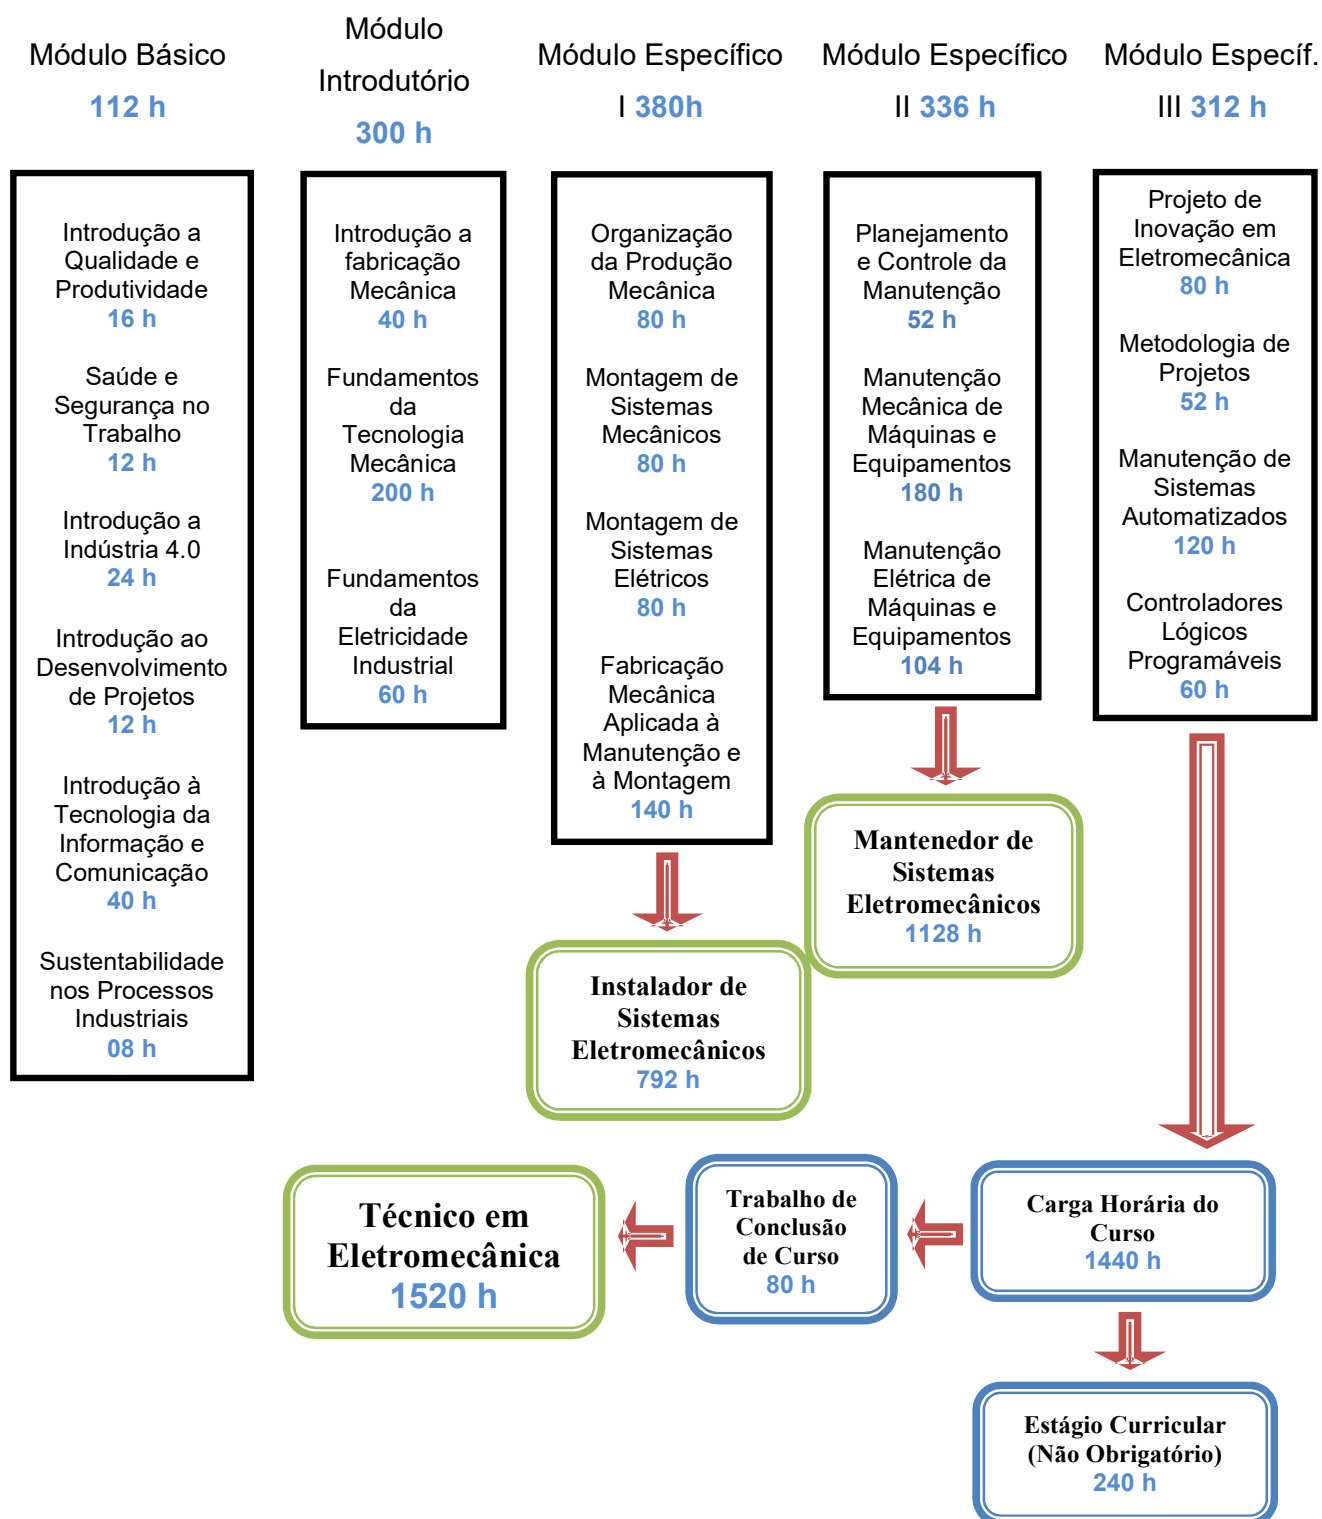 Módulo Básico
112 h
Módulo
Introdutório
300 h
Módulo Específico
I 380h
Módulo Específico
II 336 h
Módulo Específ.
III 312 h
Introdução a
Qualidade e
Produtividade
16 h
Saúde e
Segurança no
Trabalho
12 h
Introdução a
Indústria 4.0
24 h
Introdução ao
Desenvolvimento
de Projetos
12 h
Introdução à
Tecnologia da
Informação e
Comunicação
40 h
Sustentabilidade
nos Processos
Industriais
08 h
Introdução a
fabricação
Mecânica
40 h
Fundamentos
da
Tecnologia
Mecânica
200 h
Fundamentos
da
Eletricidade
Industrial
60 h
Organização
da Produção
Mecânica
80 h
Montagem de
Sistemas
Mecânicos
80 h
Montagem de
Sistemas
Elétricos
80 h
Fabricação
Mecânica
Aplicada à
Manutenção e
à Montagem
140 h
Planejamento
e Controle da
Manutenção
52 h
Manutenção
Mecânica de
Máquinas e
Equipamentos
180 h
Manutenção
Elétrica de
Máquinas e
Equipamentos
104 h
Projeto de
Inovação em
Eletromecânica
80 h
Metodologia de
Projetos
52 h
Manutenção de
Sistemas
Automatizados
120 h
Controladores
Lógicos
Programáveis
60 h
Mantenedor de
Sistemas
Eletromecânicos
1128 h
Instalador de
Sistemas
Eletromecânicos
792 h
Técnico em
Eletromecânica
1520 h
Trabalho de
Conclusão
de Curso
80 h
Carga Horária do
Curso
1440 h
Estágio Curricular
(Não Obrigatório)
240 h